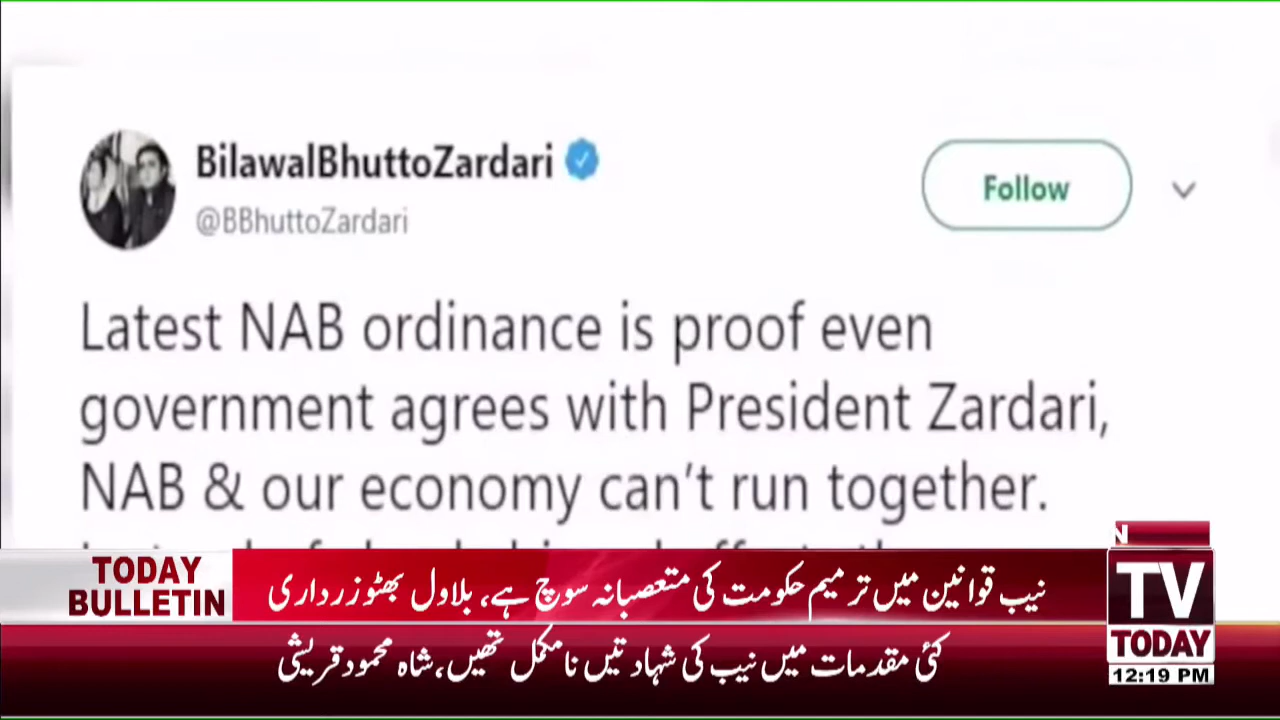 BilawalBhuttoZardari
@BBhuttoZardari
Follow
Latest NAB ordinance is proof even
government agrees with President Zardari,
NAB & our economy can't run together.
TODAY
BULLETIN
نیب قوانین میں ترمیم حکومت کی متعصبانہ سوچ ہے، بلاول بھٹو زرداری
کئی مقدمات میں نیب کی شہادتیں نامکمل تھیں، شاہ محمود قریشی
N
TV
TODAY
12:19 PM